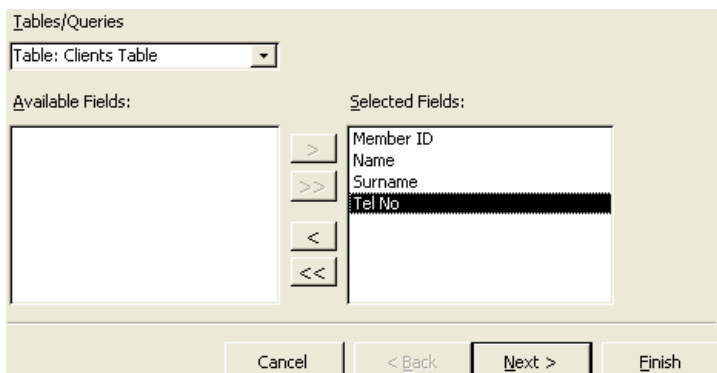 Tables/Queries
Table: Clients Table
Available Fields:
Selected Fields:
>
>>
<
<<
Member ID
Name
Surname
Tel No
Cancel
< Back
Next >
Finish